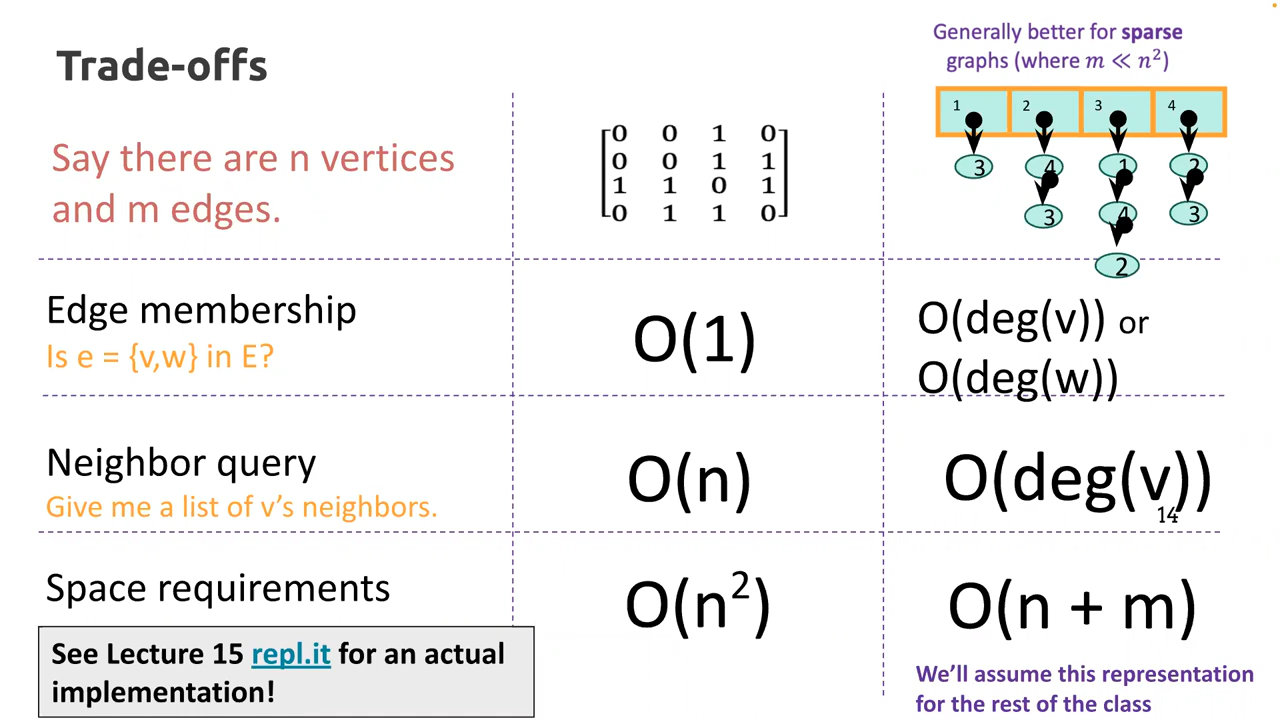 Trade-offs
Generally better for sparse
graphs (where m ≪ n²)
Say there are n vertices
and m edges.
0 0 1 0
0 0 1 1
1 1 0 1
0 1 1 0
1 2 3 4
3 4 1 2
3 4 3
2
Edge membership
Is e = {v,w} in E?
O(1)
O(deg(v)) or
O(deg(w))
Neighbor query
Give me a list of v’s neighbors.
O(n)
O(deg(v))
14
Space requirements
O(n²)
O(n + m)
See Lecture 15 repl.it for an actual
implementation!
We’ll assume this representation
for the rest of the class